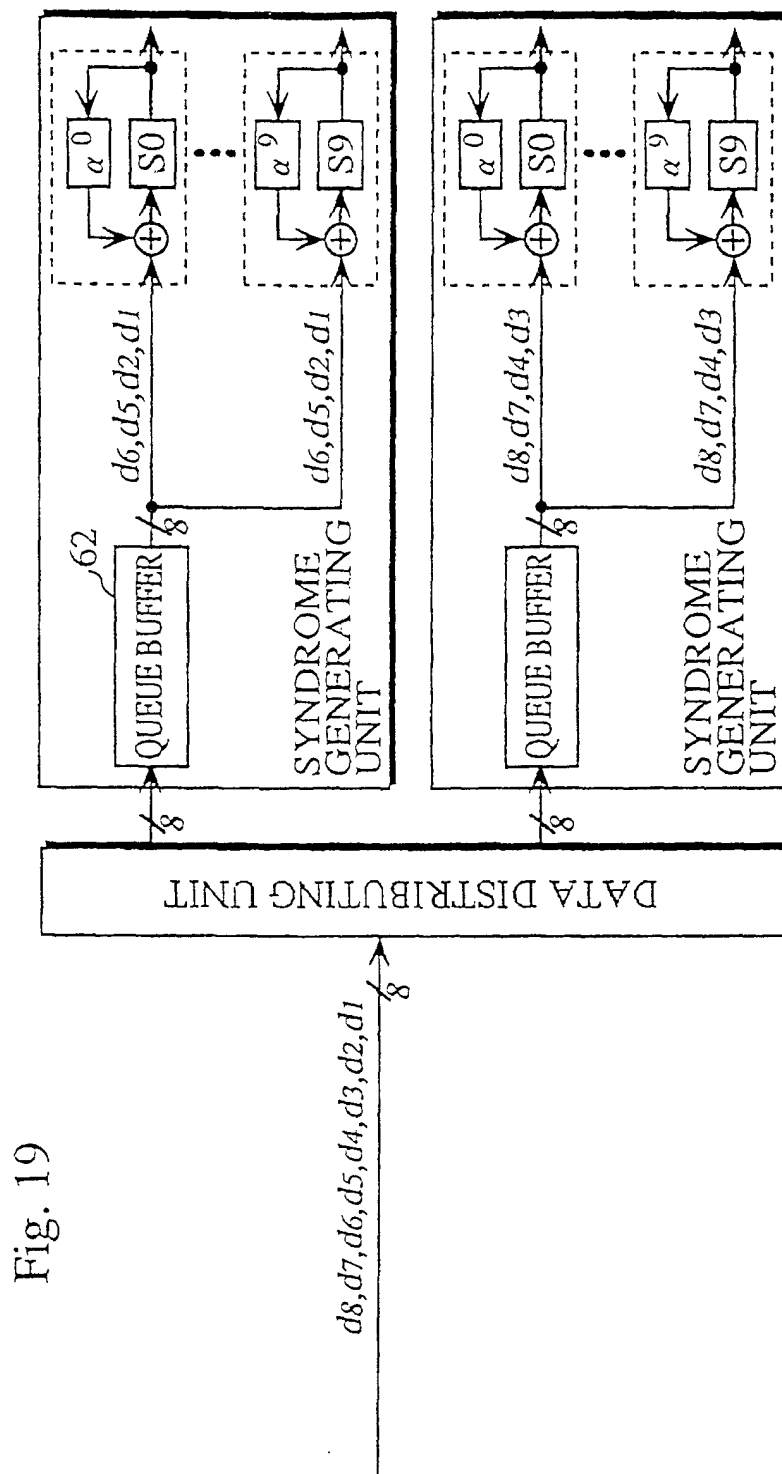 Fig. 19
d8,d7,d6,d5,d4,d3,d2,d1
8
DATA DISTRIBUTING UNIT
8
62
QUEUE BUFFER
8
SYNDROME
GENERATING
UNIT
d6,d5,d2,d1
α0
S0
d6,d5,d2,d1
α9
S9
8
QUEUE BUFFER
8
SYNDROME
GENERATING
UNIT
d8,d7,d4,d3
α0
S0
d8,d7,d4,d3
α9
S9